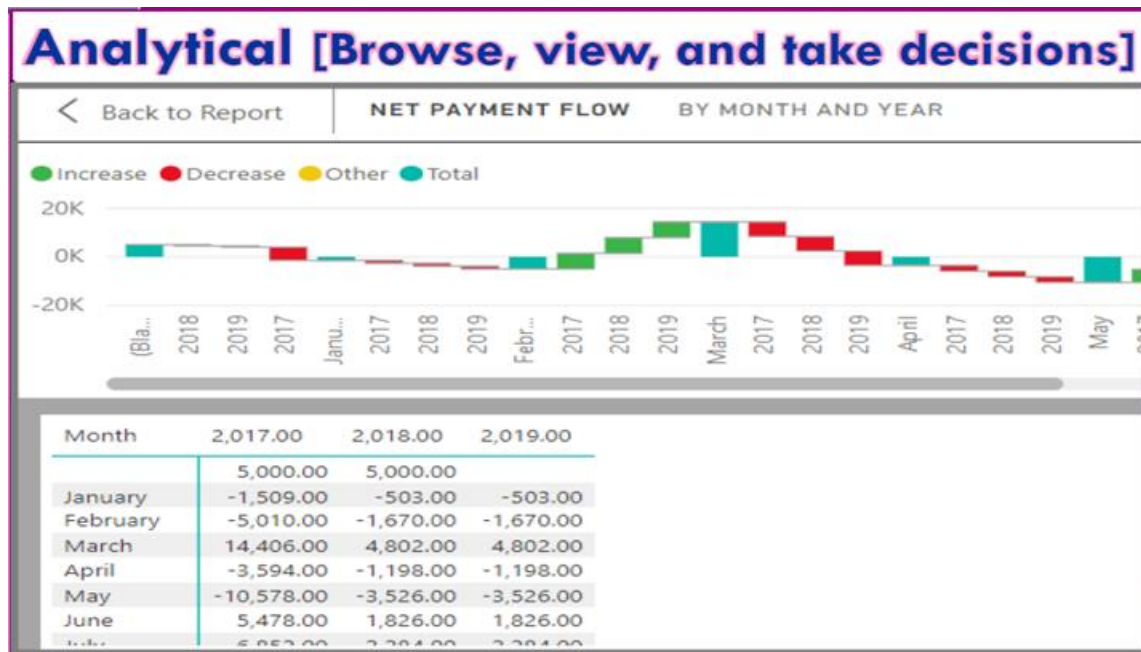 Analytical [Browse, view, and take decisions]
Back to Report NET PAYMENT FLOW BY MONTH AND YEAR
Increase Decrease Other Total
20K
0K
-20K
(Bla... 2018 2019 2017 Janu... 2017 2018 2019 Febr... 2017 2018 2019 March 2017 2018 2019 April 2017 2018 2019 May
Month 2,017.00 2,018.00 2,019.00
5,000.00 5,000.00
January -1,509.00 -503.00 -503.00
February -5,010.00 -1,670.00 -1,670.00
March 14,406.00 4,802.00 4,802.00
April -3,594.00 -1,198.00 -1,198.00
May -10,578.00 -3,526.00 -3,526.00
June 5,478.00 1,826.00 1,826.00